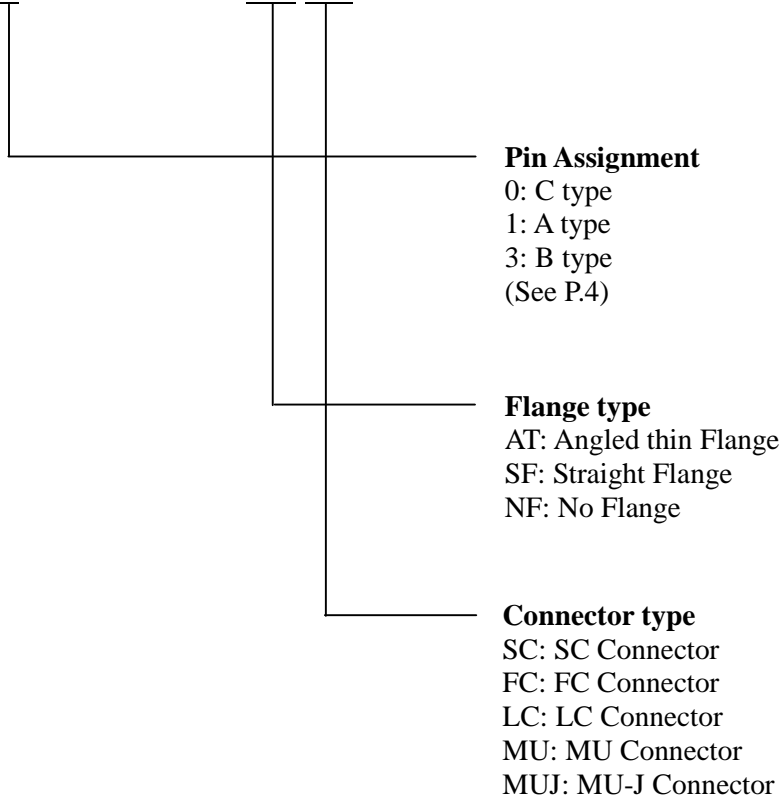 Pin Assignment
0: C type
1: A type
3: B type
(See P.4)
Flange type
AT: Angled thin Flange
SF: Straight Flange
NF: No Flange
Connector type
SC: SC Connector
FC: FC Connector
LC: LC Connector
MU: MU Connector
MUJ: MU-J Connector